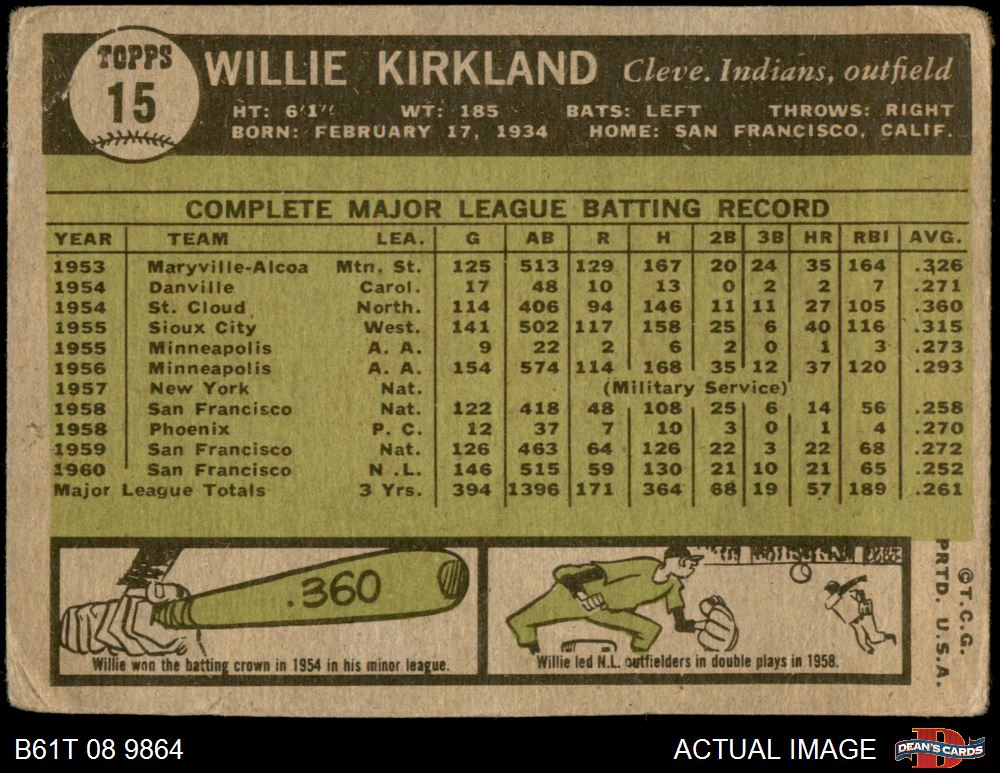 TOPPS
15
WILLIE KIRKLAND Cleve. Indians, outfield
HT: 6'1" WT: 185 BATS: LEFT THROWS: RIGHT
BORN: FEBRUARY 17, 1934 HOME: SAN FRANCISCO, CALIF.
COMPLETE MAJOR LEAGUE BATTING RECORD
YEAR TEAM LEA. G AB R H 2B 3B HR RBI AVG.
1953 Maryville-Alcoa Mtn. St. 125 513 129 167 20 24 35 164 .326
1954 Danville Carol. 17 48 10 13 0 2 2 7 .271
1954 St. Cloud North. 114 406 94 146 11 11 27 105 .360
1955 Sioux City West. 141 502 117 158 25 6 40 116 .315
1955 Minneapolis A. A. 9 22 2 6 2 0 1 3 .273
1956 Minneapolis A. A. 154 574 114 168 35 12 37 120 .293
1957 New York Nat. (Military Service)
1958 San Francisco Nat. 122 418 48 108 25 6 14 56 .258
1958 Phoenix P. C. 12 37 7 10 3 0 1 4 .270
1959 San Francisco Nat. 126 463 64 126 22 3 22 68 .272
1960 San Francisco N.L. 146 515 59 130 21 10 21 65 .252
Major League Totals 3 Yrs. 394 1396 171 364 68 19 57 189 .261
.360
Willie won the batting crown in 1954 in his minor league.
Willie led N.L. outfielders in double plays in 1958.
©T.C.G.
PRTD. U.S.A.
B61T 08 9864
ACTUAL IMAGE
DEAN'S CARDS